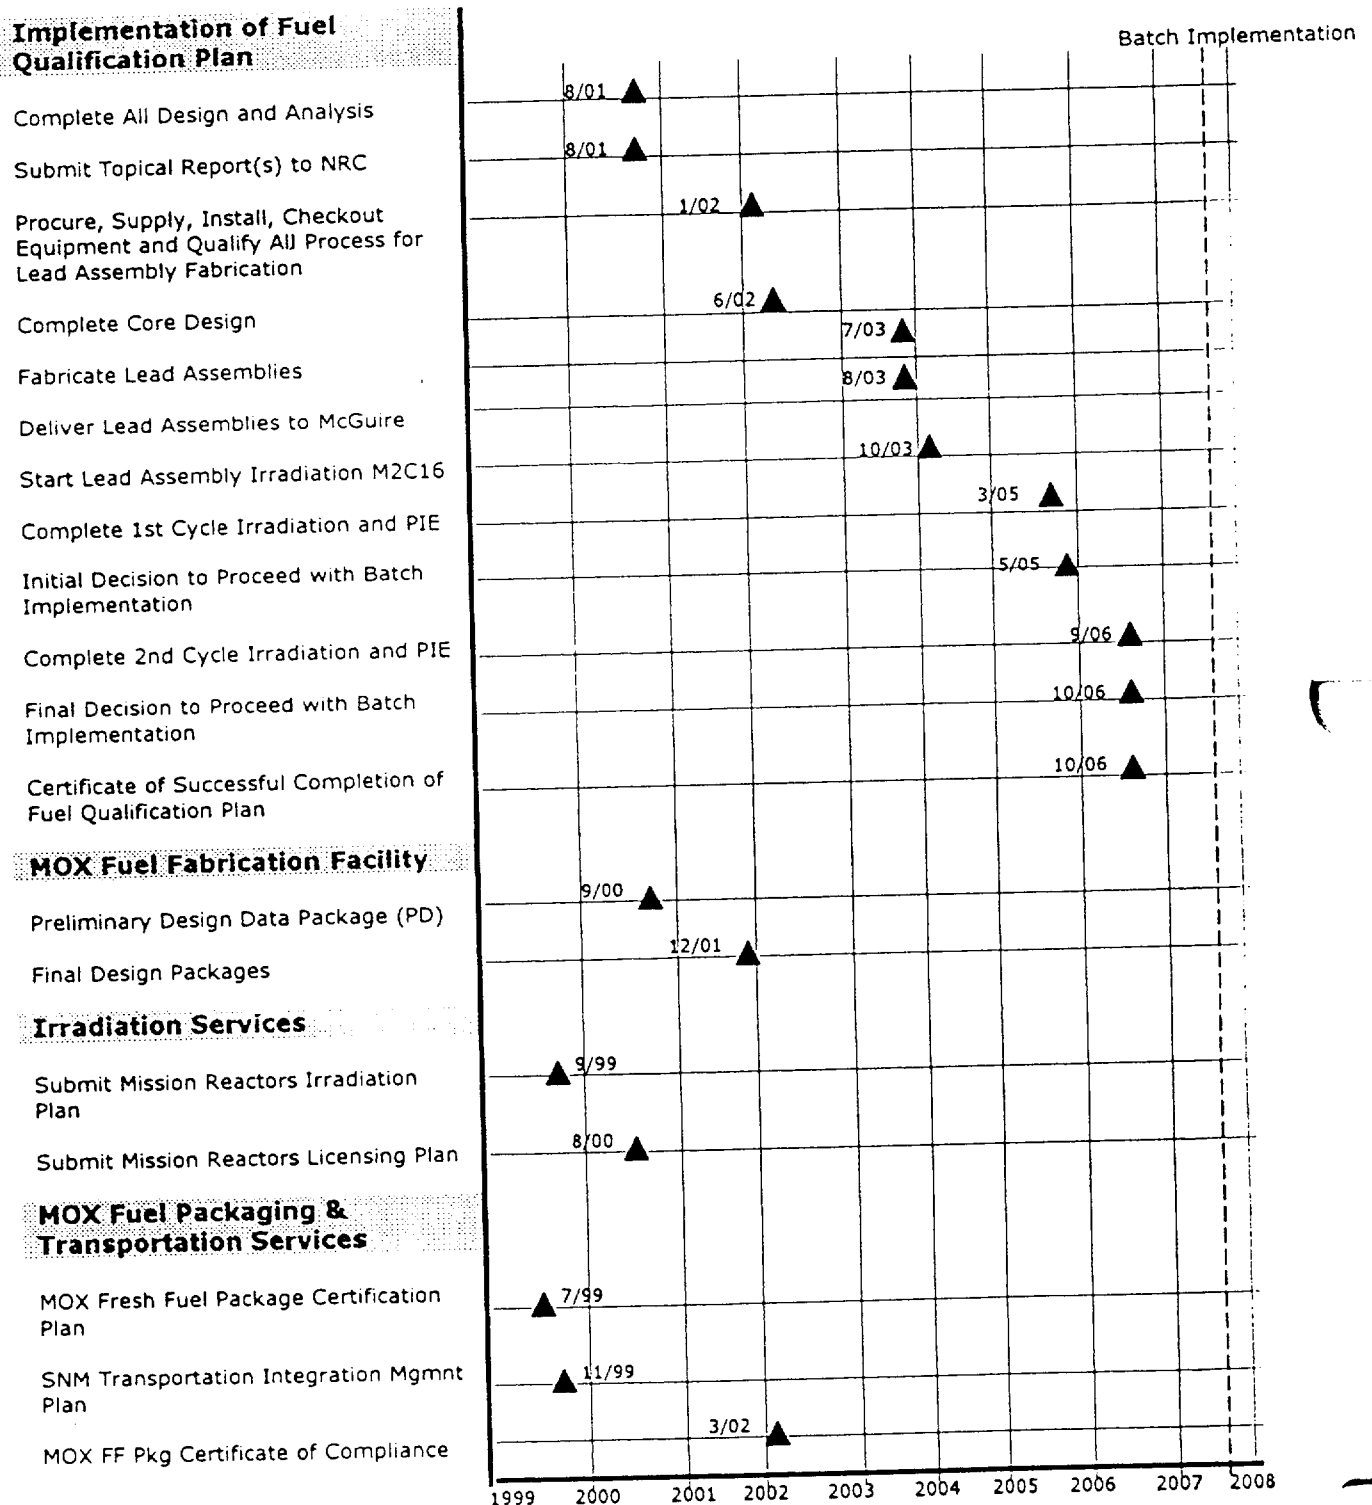 Implementation of Fuel
Qualification Plan
Batch Implementation
8/01
Complete All Design and Analysis
8/01
Submit Topical Report(s) to NRC
1/02
Procure, Supply, Install, Checkout
Equipment and Qualify All Process for
Lead Assembly Fabrication
6/02
Complete Core Design
7/03
Fabricate Lead Assemblies
8/03
Deliver Lead Assemblies to McGuire
10/03
Start Lead Assembly Irradiation M2C16
3/05
Complete 1st Cycle Irradiation and PIE
5/05
Initial Decision to Proceed with Batch
Implementation
9/06
Complete 2nd Cycle Irradiation and PIE
10/06
Final Decision to Proceed with Batch
Implementation
10/06
Certificate of Successful Completion of
Fuel Qualification Plan
MOX Fuel Fabrication Facility
9/00
Preliminary Design Data Package (PD)
12/01
Final Design Packages
Irradiation Services
9/99
Submit Mission Reactors Irradiation
Plan
8/00
Submit Mission Reactors Licensing Plan
MOX Fuel Packaging &
Transportation Services
7/99
MOX Fresh Fuel Package Certification
Plan
11/99
SNM Transportation Integration Mgmnt
Plan
3/02
MOX FF Pkg Certificate of Compliance
1999 2000 2001 2002 2003 2004 2005 2006 2007 2008